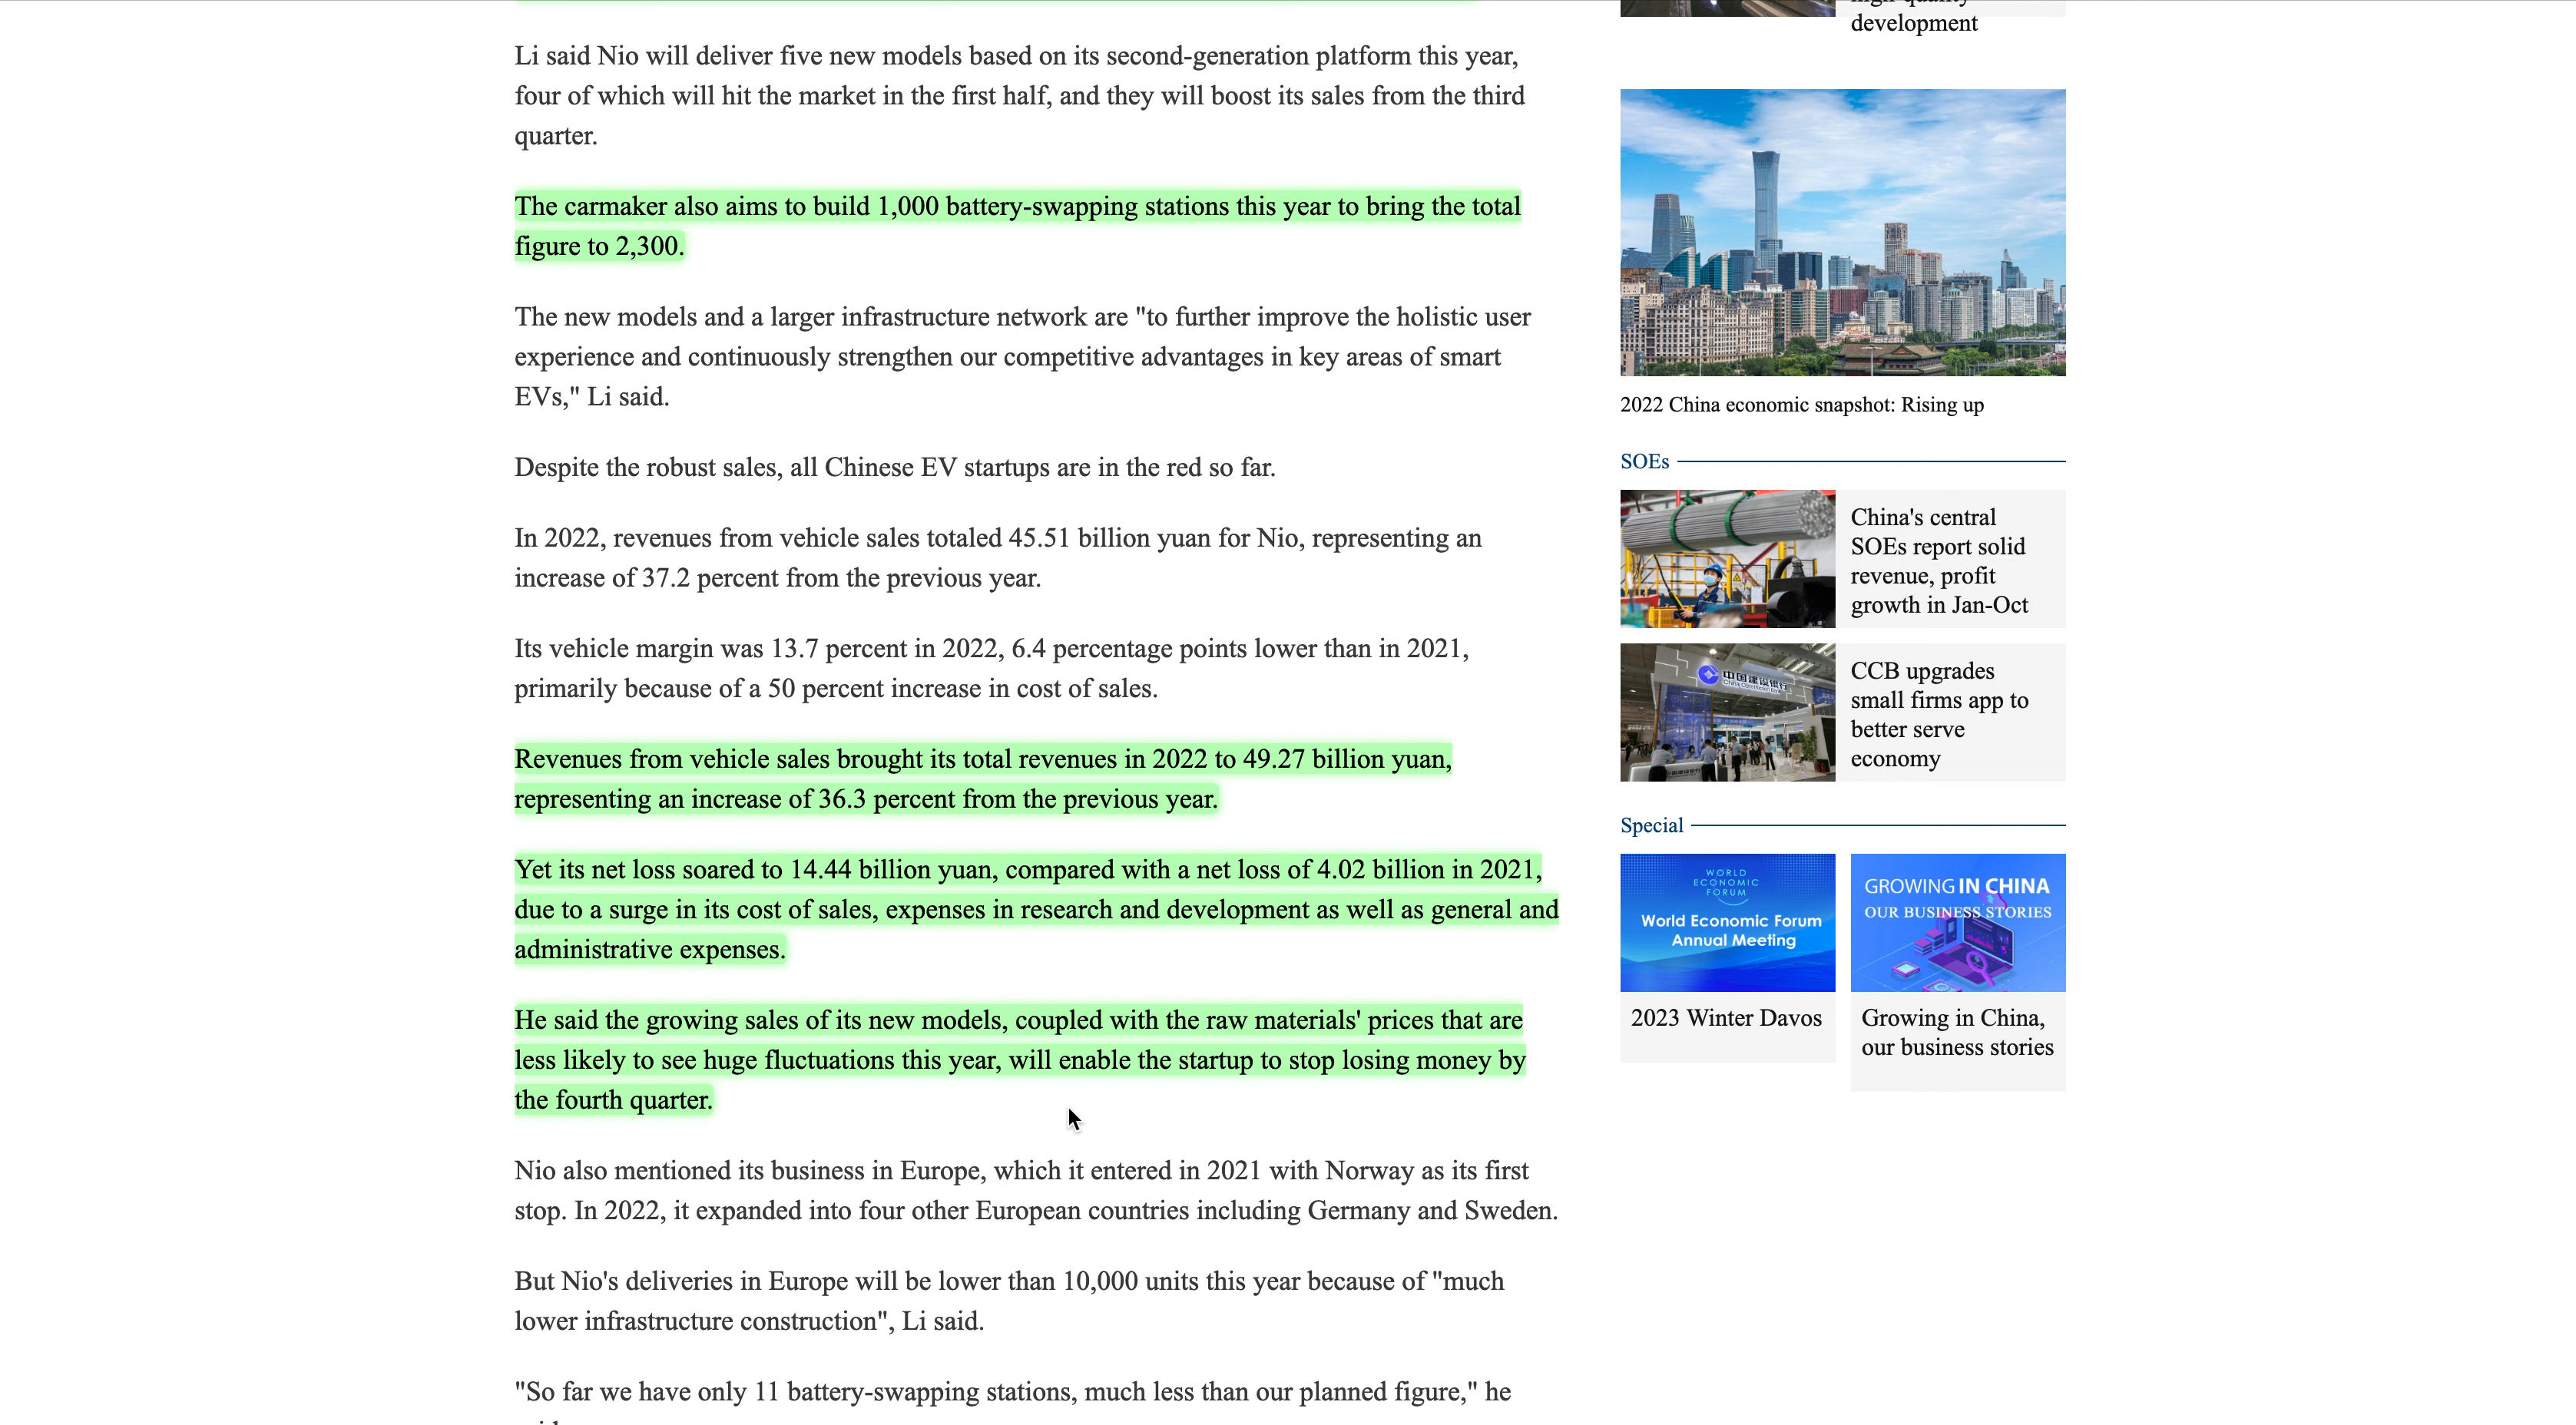 Li said Nio will deliver five new models based on its second-generation platform this year,
four of which will hit the market in the first half, and they will boost its sales from the third
quarter.
The carmaker also aims to build 1,000 battery-swapping stations this year to bring the total
figure to 2,300.
The new models and a larger infrastructure network are "to further improve the holistic user
experience and continuously strengthen our competitive advantages in key areas of smart
EVs," Li said.
Despite the robust sales, all Chinese EV startups are in the red so far.
In 2022, revenues from vehicle sales totaled 45.51 billion yuan for Nio, representing an
increase of 37.2 percent from the previous year.
Its vehicle margin was 13.7 percent in 2022, 6.4 percentage points lower than in 2021,
primarily because of a 50 percent increase in cost of sales.
Revenues from vehicle sales brought its total revenues in 2022 to 49.27 billion yuan,
representing an increase of 36.3 percent from the previous year.
Yet its net loss soared to 14.44 billion yuan, compared with a net loss of 4.02 billion in 2021,
due to a surge in its cost of sales, expenses in research and development as well as general and
administrative expenses.
He said the growing sales of its new models, coupled with the raw materials' prices that are
less likely to see huge fluctuations this year, will enable the startup to stop losing money by
the fourth quarter.
Nio also mentioned its business in Europe, which it entered in 2021 with Norway as its first
stop. In 2022, it expanded into four other European countries including Germany and Sweden.
But Nio's deliveries in Europe will be lower than 10,000 units this year because of "much
lower infrastructure construction", Li said.
"So far we have only 11 battery-swapping stations, much less than our planned figure," he
high-quality
development
2022 China economic snapshot: Rising up
SOEs
China's central
SOEs report solid
revenue, profit
growth in Jan-Oct
中国建设银行
China Construction Bank
CCB upgrades
small firms app to
better serve
economy
Special
WORLD
ECONOMIC
FORUM
World Economic Forum
Annual Meeting
2023 Winter Davos
GROWING IN CHINA
OUR BUSINESS STORIES
Growing in China,
our business stories